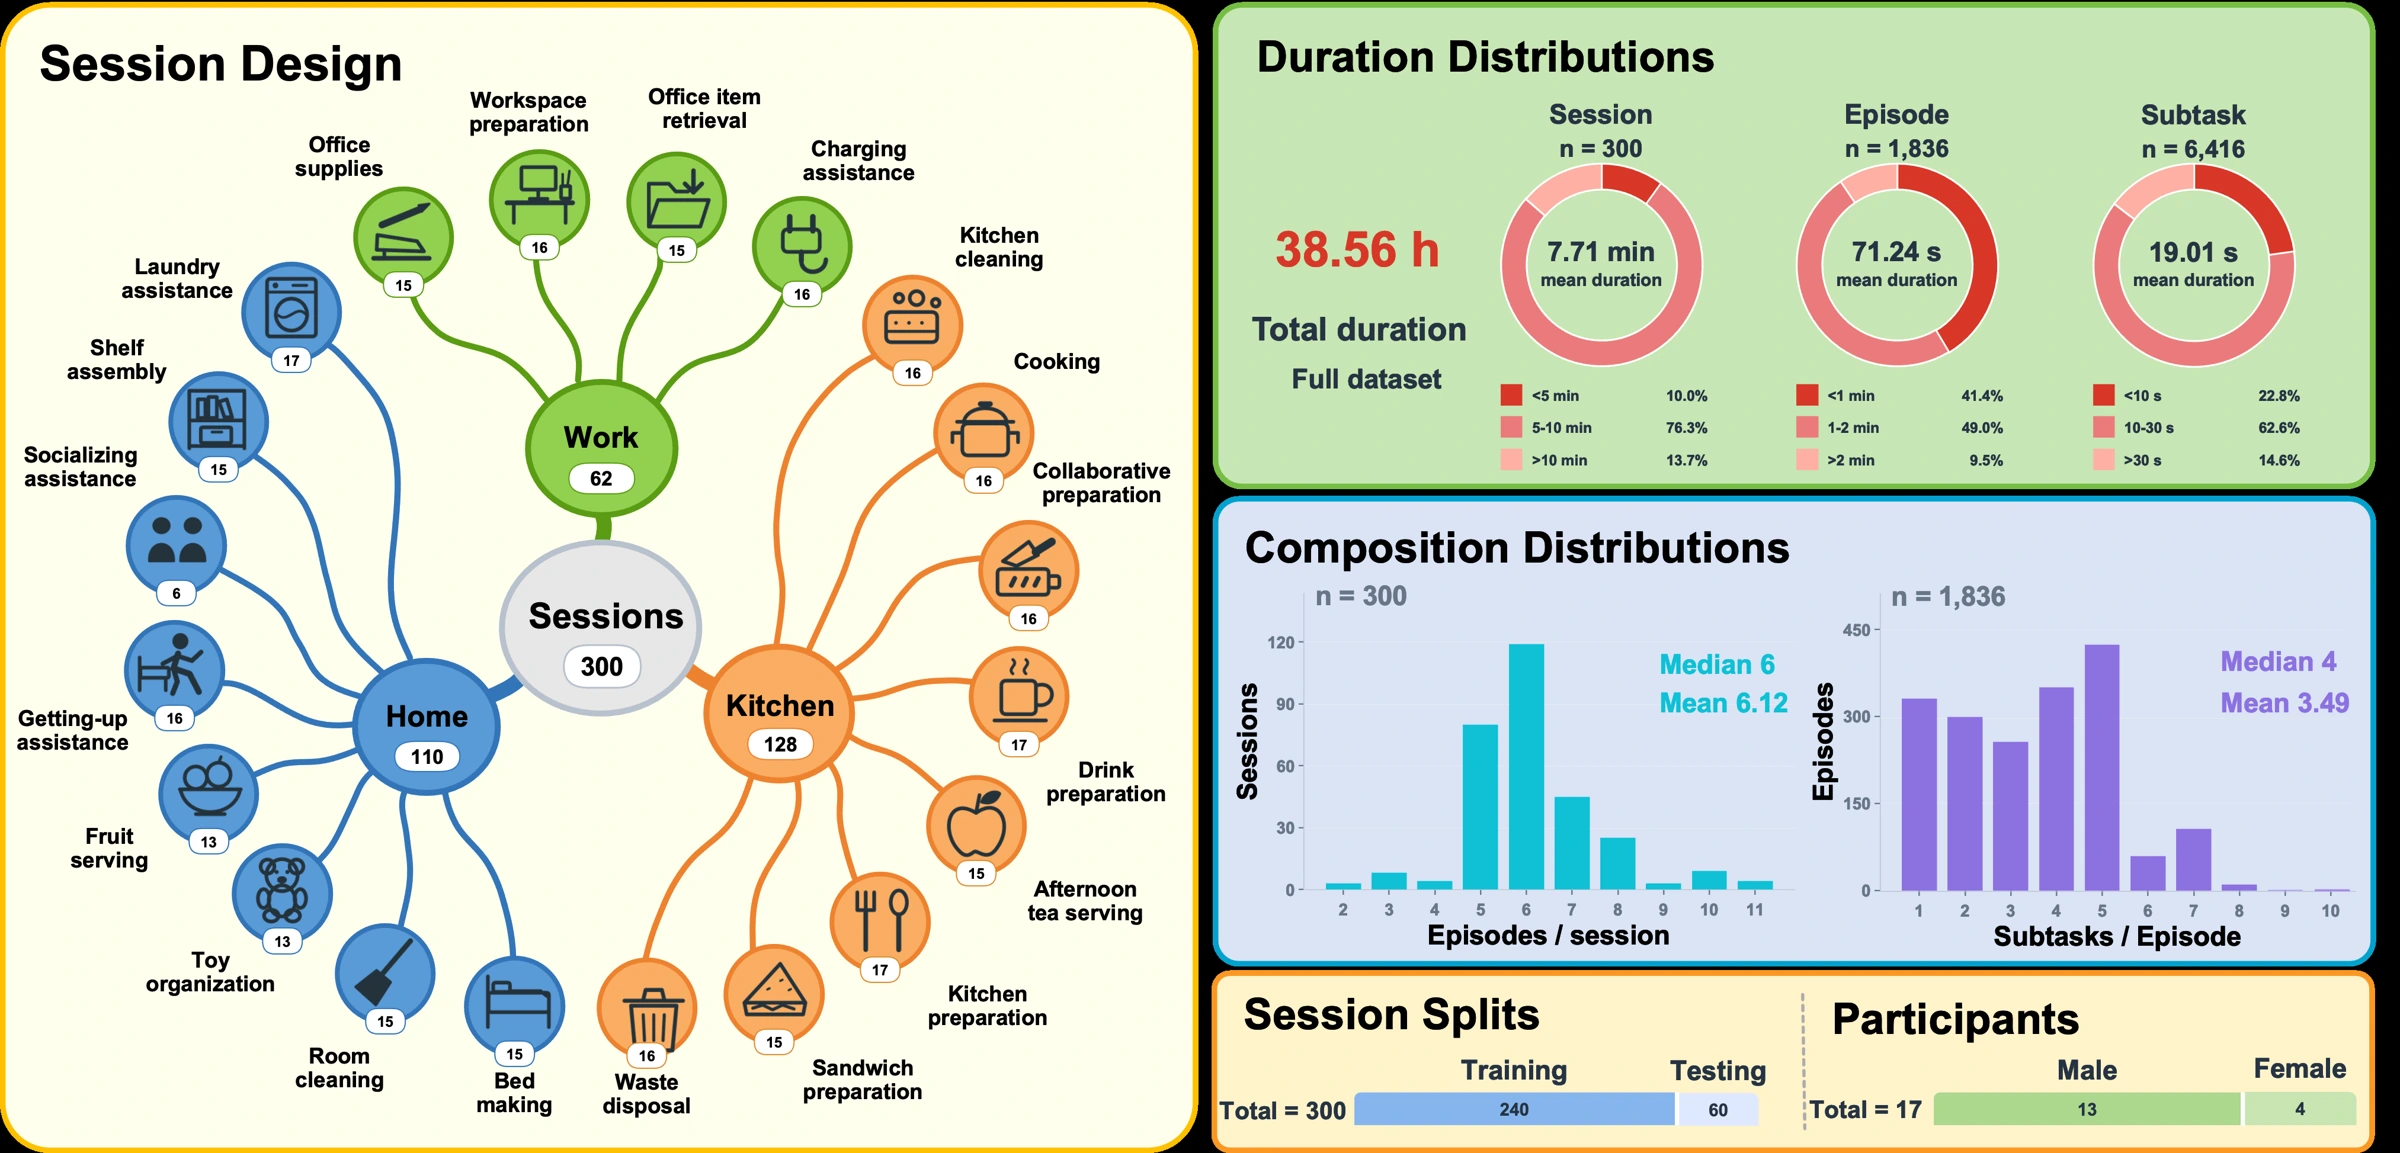 Session Design
Office
supplies
15
Workspace
preparation
16
Office item
retrieval
15
Charging
assistance
16
Work
62
Laundry
assistance
17
Shelf
assembly
15
Socializing
assistance
6
Getting-up
assistance
16
Fruit
serving
13
Toy
organization
13
Room
cleaning
15
Bed
making
15
Home
110
Sessions
300
Kitchen
128
Kitchen
cleaning
16
Cooking
16
Collaborative
preparation
16
Drink
preparation
17
Afternoon
tea serving
15
Kitchen
preparation
17
Sandwich
preparation
15
Waste
disposal
16
Duration Distributions
38.56 h
Total duration
Full dataset
Session
n = 300
7.71 min
mean duration
<5 min 10.0%
5-10 min 76.3%
>10 min 13.7%
Episode
n = 1,836
71.24 s
mean duration
<1 min 41.4%
1-2 min 49.0%
>2 min 9.5%
Subtask
n = 6,416
19.01 s
mean duration
<10 s 22.8%
10-30 s 62.6%
>30 s 14.6%
Composition Distributions
n = 300
Median 6
Mean 6.12
Sessions
120
90
60
30
0
2 3 4 5 6 7 8 9 10 11
Episodes / session
n = 1,836
Median 4
Mean 3.49
Episodes
450
300
150
0
1 2 3 4 5 6 7 8 9 10
Subtasks / Episode
Session Splits
Training Testing
Total = 300 240 60
Participants
Male Female
Total = 17 13 4